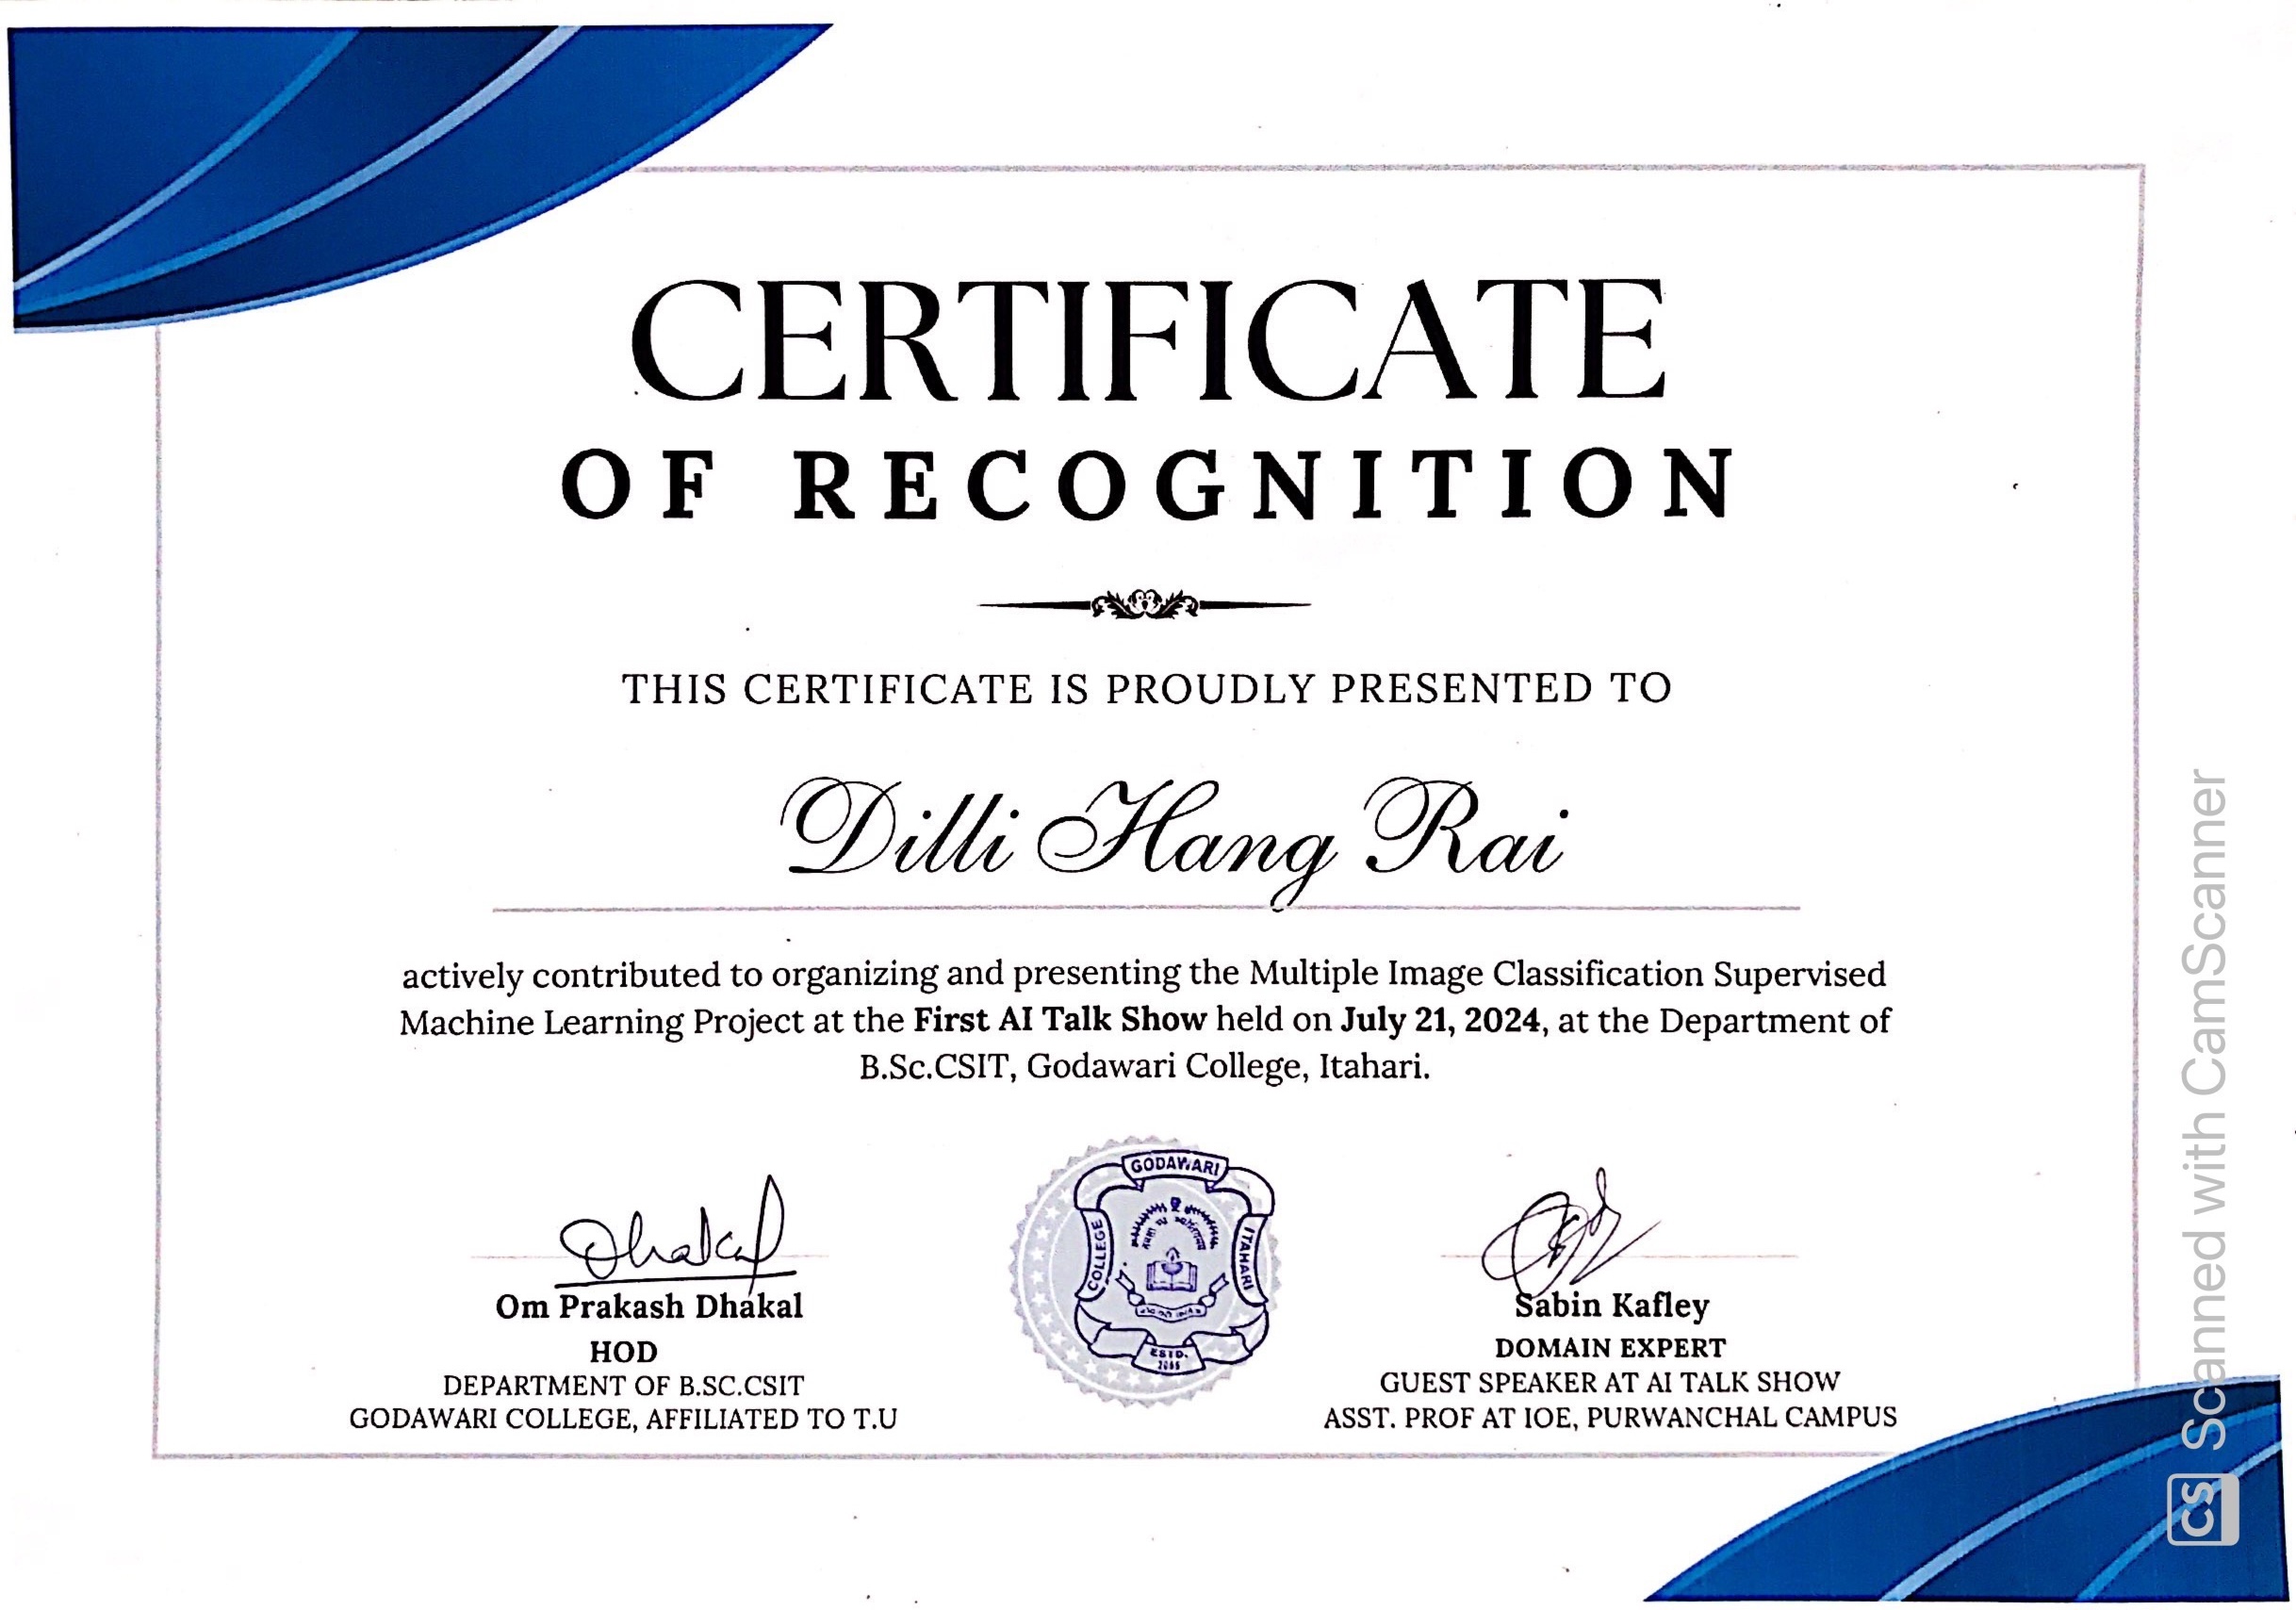 CERTIFICATE
OF RECOGNITION
THIS CERTIFICATE IS PROUDLY PRESENTED TO
Dilli Hang Rai
actively contributed to organizing and presenting the Multiple Image Classification Supervised
Machine Learning Project at the First AI Talk Show held on July 21, 2024, at the Department of
B.Sc.CSIT, Godawari College, Itahari.
Dhakal
Om Prakash Dhakal
HOD
DEPARTMENT OF B.SC.CSIT
GODAWARI COLLEGE, AFFILIATED TO T.U
GODAWARI
COLLEGE
ITAHARI
ESTD.
Sabin Kafley
DOMAIN EXPERT
GUEST SPEAKER AT AI TALK SHOW
ASST. PROF AT IOE, PURWANCHAL CAMPUS
CS Scanned with CamScanner